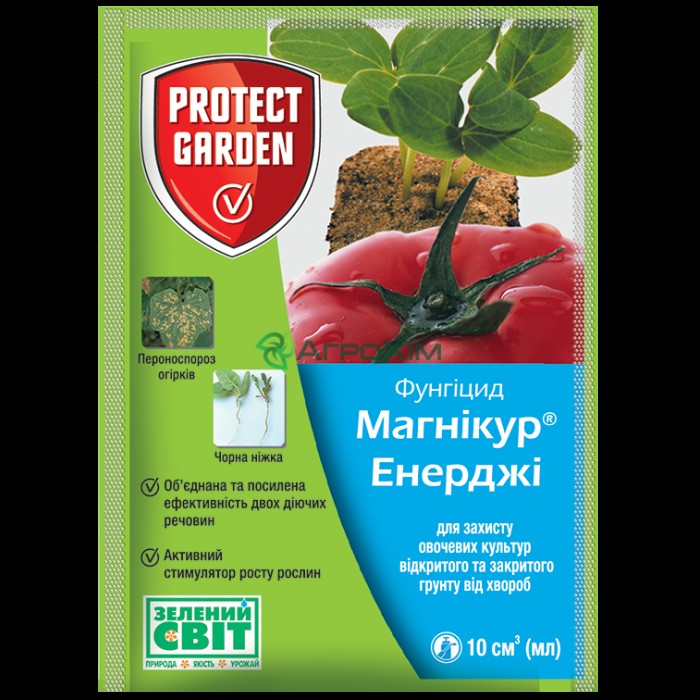 PROTECT
GARDEN
Пероноспороз
огірків
Чорна ніжка
АгроХім
Фунгіцид
Магнікур®
Енерджі
Об'єднана та посилена
ефективність двох діючих
речовин
Активний
стимулятор росту рослин
для захисту
овочевих культур
відкритого та закритого
грунту від хвороб
ЗЕЛЕНИЙ
СВІТ
ПРИРОДА ЯКІСТЬ УРОЖАЙ
10 см³ (мл)